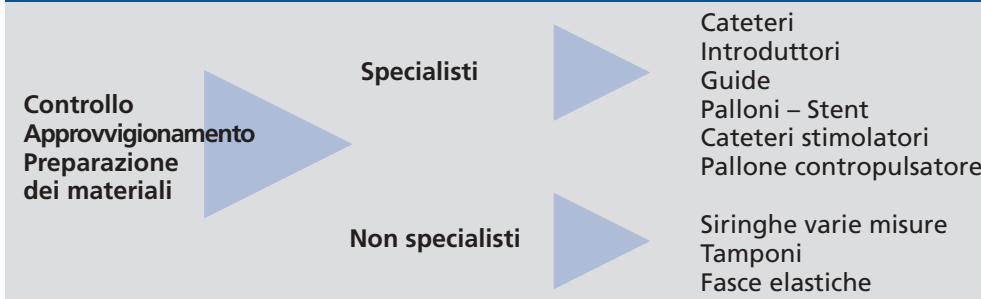 Controllo
Approvvigionamento
Preparazione
dei materiali
Specialisti
Cateteri
Introduttori
Guide
Palloni – Stent
Cateteri stimolatori
Pallone contropulsatore
Non specialisti
Siringhe varie misure
Tamponi
Fasce elastiche